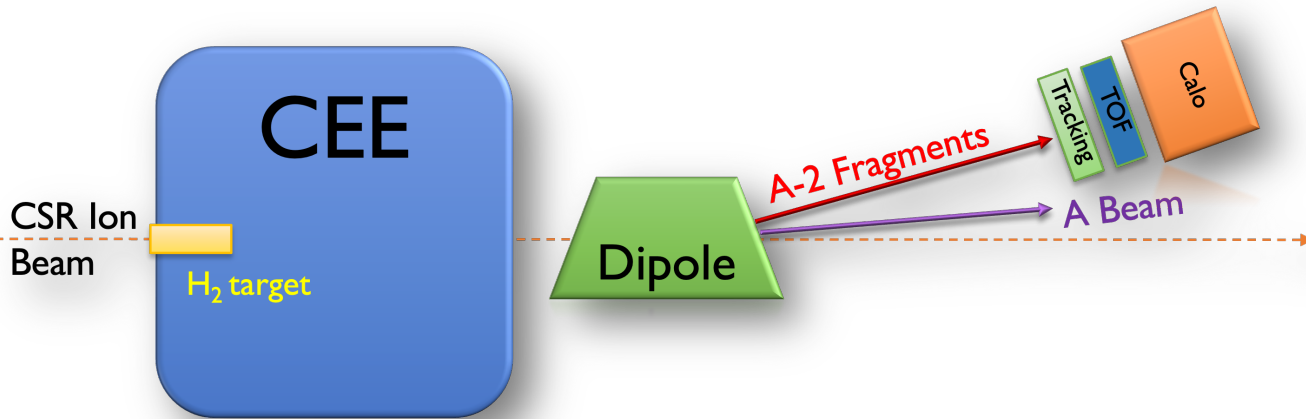 CEE
CSR Ion
Beam
H₂ target
Dipole
A-2 Fragments
A Beam
Tracking
TOF
Calo